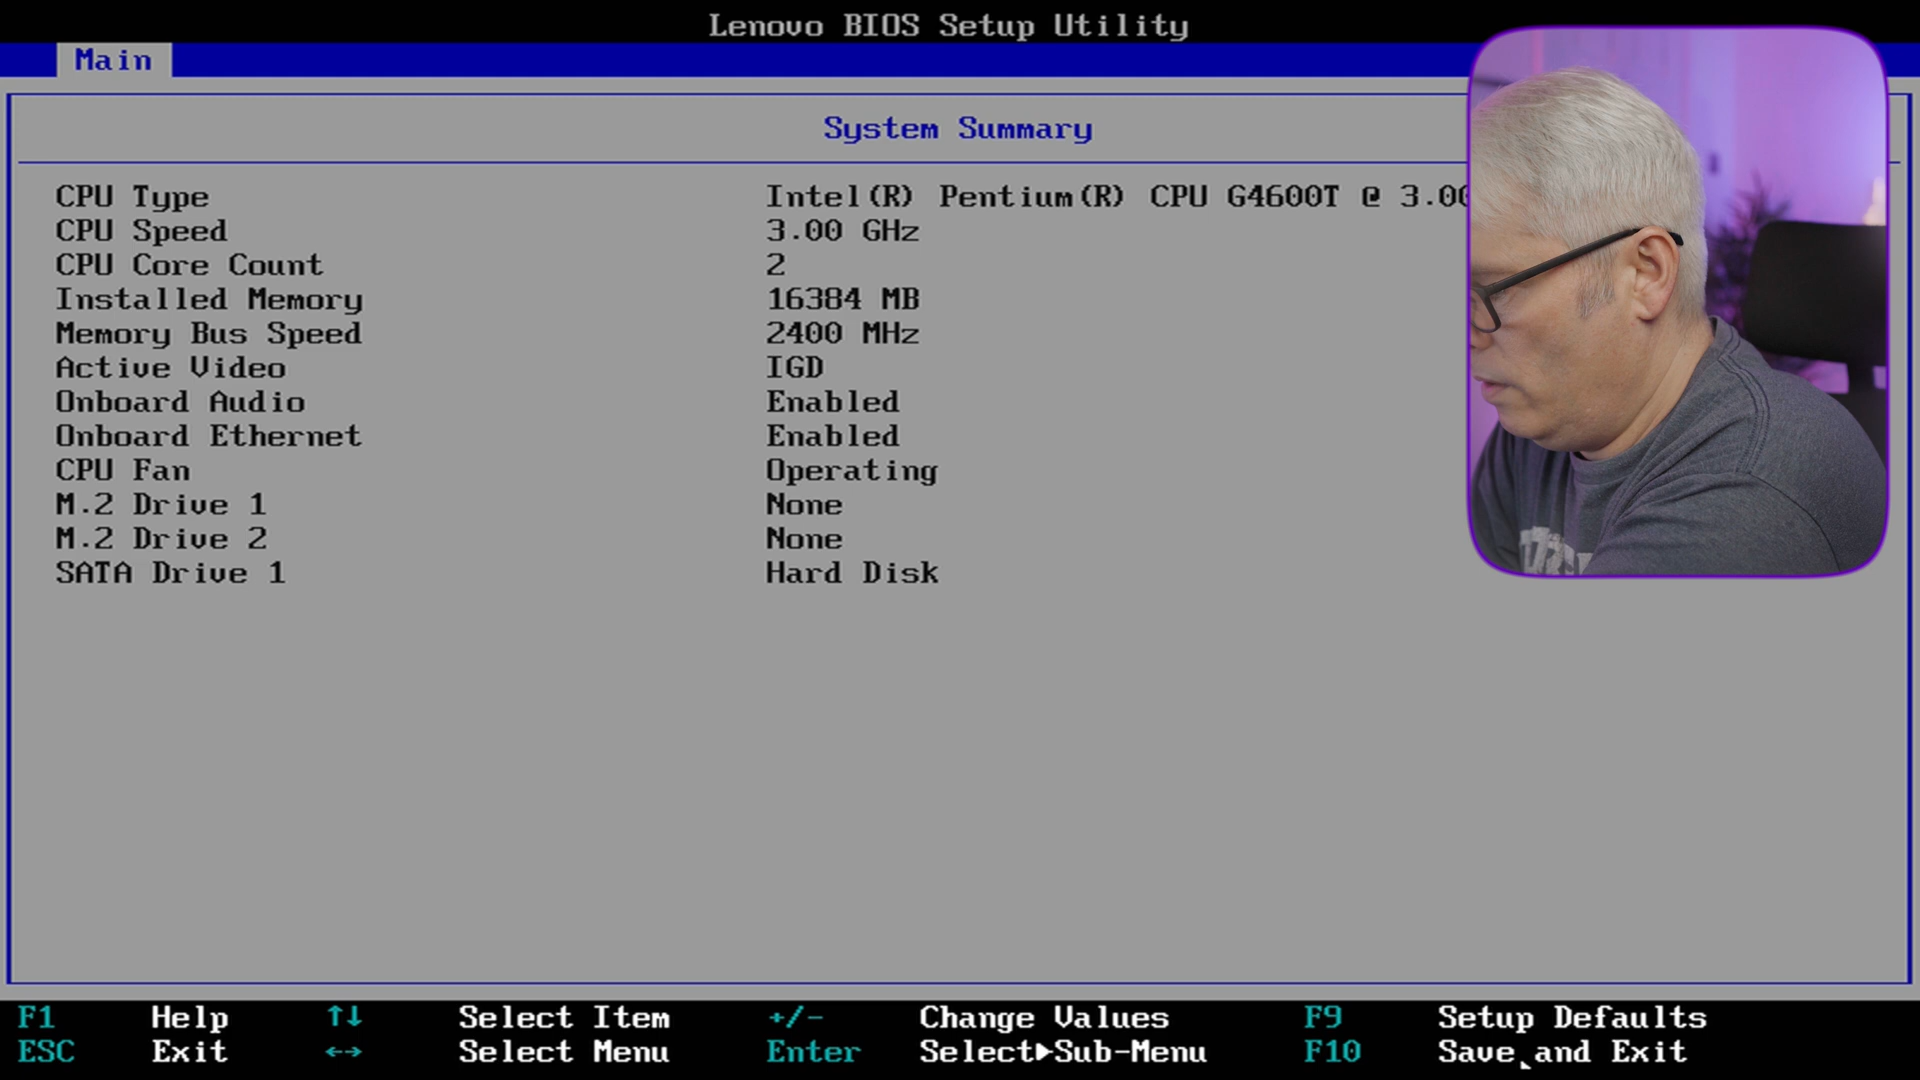 Lenovo BIOS Setup Utility
Main
System Summary
CPU Type Intel(R) Pentium(R) CPU G4600T @ 3.00
CPU Speed 3.00 GHz
CPU Core Count 2
Installed Memory 16384 MB
Memory Bus Speed 2400 MHz
Active Video IGD
Onboard Audio Enabled
Onboard Ethernet Enabled
CPU Fan Operating
M.2 Drive 1 None
M.2 Drive 2 None
SATA Drive 1 Hard Disk
F1 Help ↑↓ Select Item +/- Change Values F9 Setup Defaults
ESC Exit ←→ Select Menu Enter Select▶Sub-Menu F10 Save and Exit